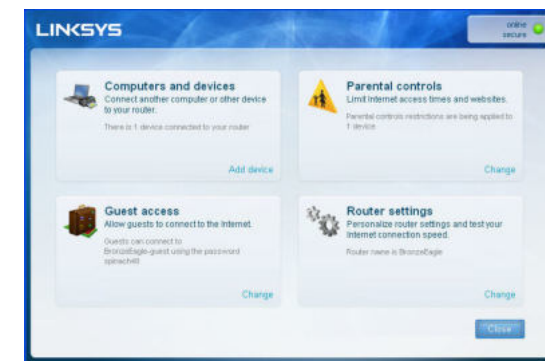 LINKSYS
online
secure
Computers and devices
Connect another computer or other device
to your router.
There is 1 device connected to your router
Add device
Parental controls
Limit Internet access times and websites.
Parental controls restrictions are being applied to
1 device
Change
Guest access
Allow guests to connect to the Internet.
Guests can connect to
BronzeEagle-guest using the password
Change
Router settings
Personalize router settings and test your
Internet connection speed.
Router name is BronzeEagle
Change
Close